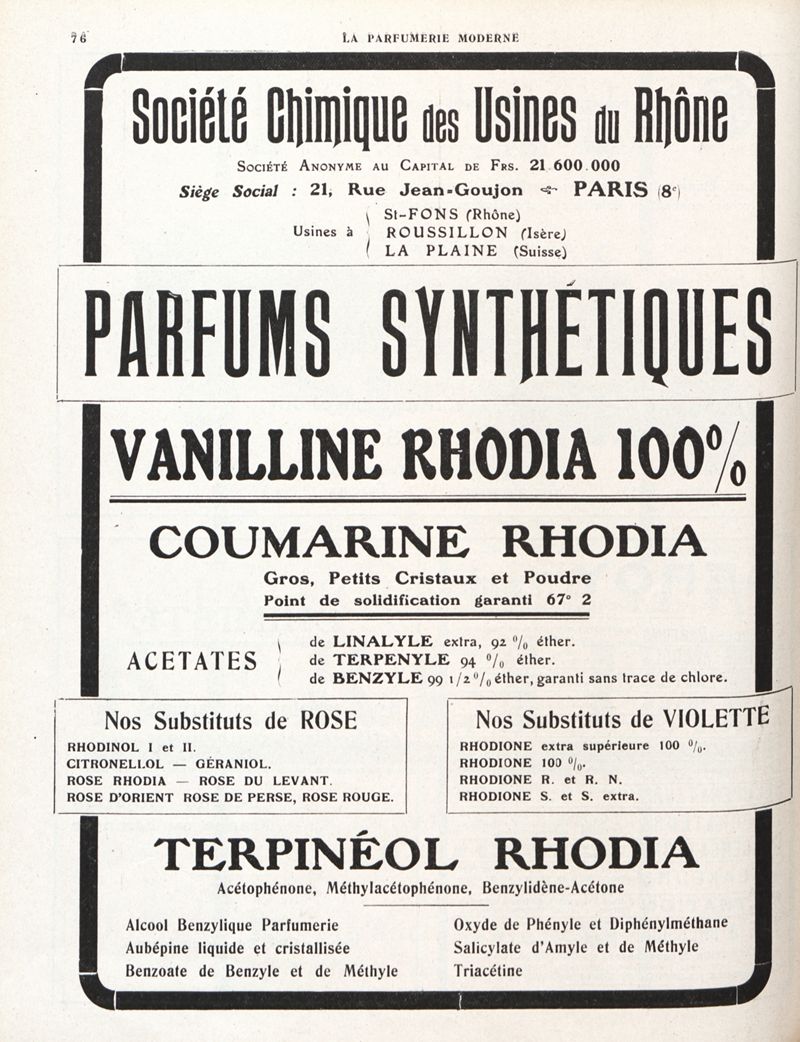 76
LA PARFUMERIE MODERNE
Société Chimique des Usines du Rhône
SOCIÉTÉ ANONYME AU CAPITAL DE FRS. 21.600.000
Siège Social : 21, Rue Jean-Goujon PARIS (8e)
Usines à
St-FONS (Rhône)
ROUSSILLON (Isère)
LA PLAINE (Suisse)
PARFUMS SYNTHÉTIQUES
VANILLINE RHODIA 100%
COUMARINE RHODIA
Gros, Petits Cristaux et Poudre
Point de solidification garanti 67° 2
ACETATES
de LINALYLE extra, 92 % éther.
de TERPENYLE 94 % éther.
de BENZYLE 99 1/2 % éther, garanti sans trace de chlore.
Nos Substituts de ROSE
RHODINOL I et II.
CITRONELLOL — GÉRANIOL.
ROSE RHODIA — ROSE DU LEVANT.
ROSE D'ORIENT ROSE DE PERSE, ROSE ROUGE.
Nos Substituts de VIOLETTE
RHODIONE extra supérieure 100 %.
RHODIONE 100 %.
RHODIONE R. et R. N.
RHODIONE S. et S. extra.
TERPINÉOL RHODIA
Acétophénone, Méthylacétophénone, Benzylidène-Acétone
Alcool Benzylique Parfumerie
Aubépine liquide et cristallisée
Benzoate de Benzyle et de Méthyle
Oxyde de Phényle et Diphénylméthane
Salicylate d'Amyle et de Méthyle
Triacétine